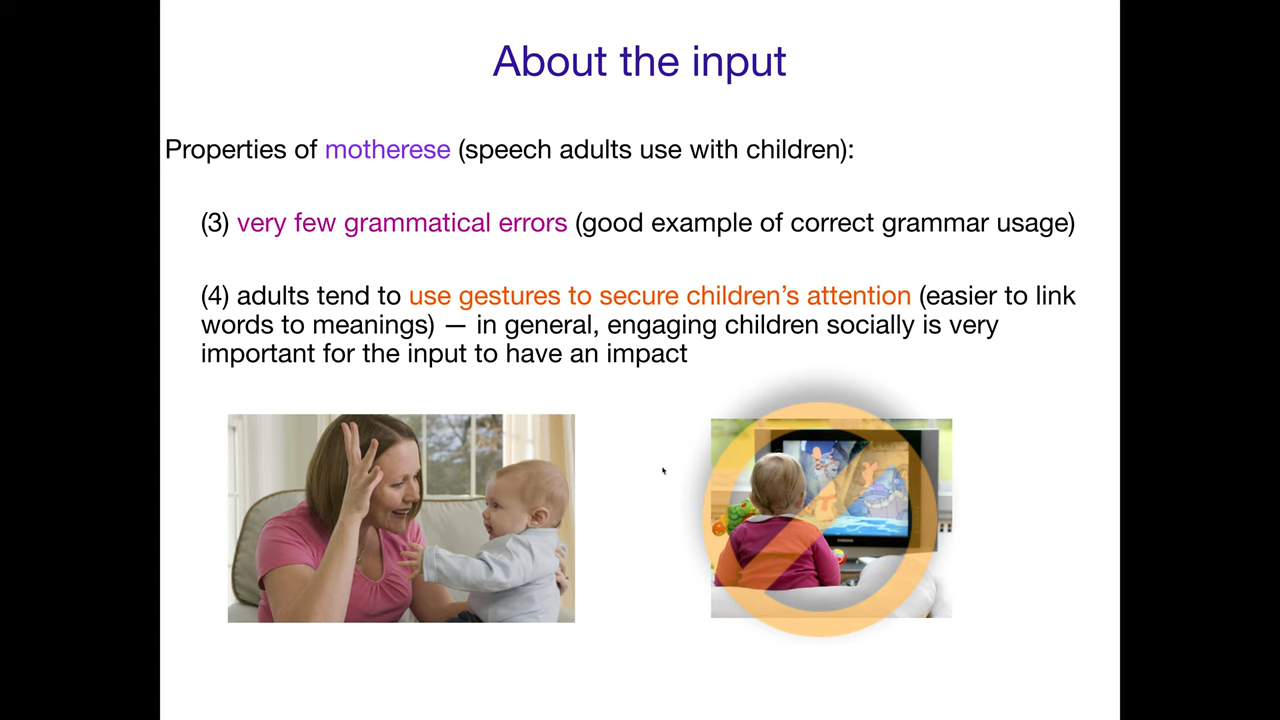 About the input
Properties of motherese (speech adults use with children):
(3) very few grammatical errors (good example of correct grammar usage)
(4) adults tend to use gestures to secure children’s attention (easier to link
words to meanings) — in general, engaging children socially is very
important for the input to have an impact